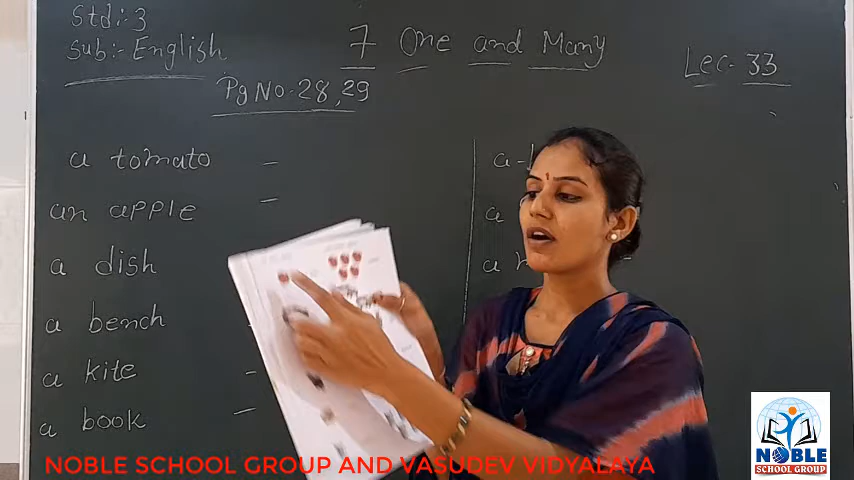 Std:-3
Sub:- English
7 One and Many
Lec- 33
Pg No-28,29
a tomato -
an apple -
a dish
a bench
a kite -
a book -
a-
a
a
NOBLE SCHOOL GROUP AND VASUDEV VIDYALAYA
NOBLE
SCHOOL GROUP